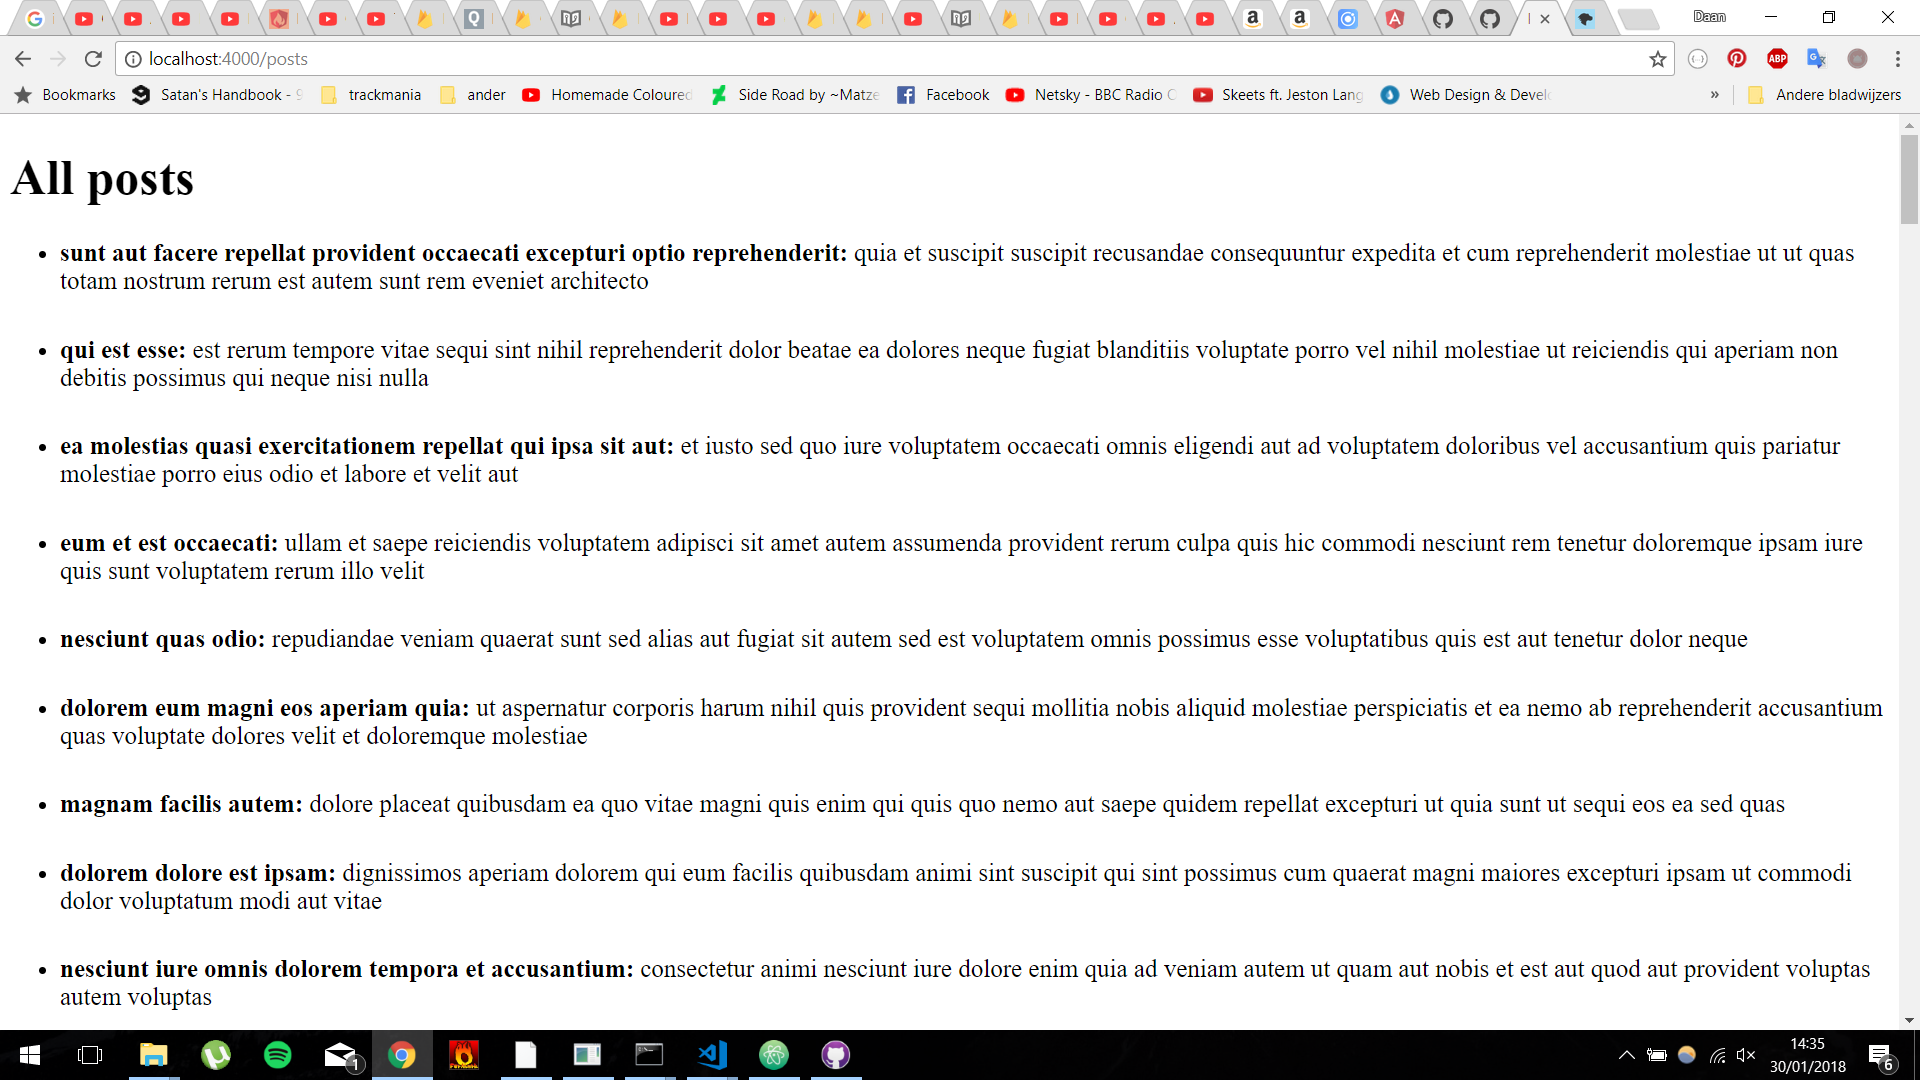 Daan
localhost:4000/posts
ABP
Bookmarks
Satan's Handbook - 9
trackmania
ander
Homemade Coloured
Side Road by ~Matze
Facebook
Netsky - BBC Radio
Skeets ft. Jeston Lang
Web Design &
»
Andere bladwijzers
All posts
• sunt aut facere repellat provident occaecati excepturi optio reprehenderit: quia et suscipit suscipit recusandae consequuntur expedita et cum reprehenderit molestiae ut ut quas
totam nostrum rerum est autem sunt rem eveniet architecto
• qui est esse: est rerum tempore vitae sequi sint nihil reprehenderit dolor beatae ea dolores neque fugiat blanditiis voluptate porro vel nihil molestiae ut reiciendis qui aperiam non
debitis possimus qui neque nisi nulla
• ea molestias quasi exercitationem repellat qui ipsa sit aut: et iusto sed quo iure voluptatem occaecati omnis eligendi aut ad voluptatem doloribus vel accusantium quis pariatur
molestiae porro eius odio et labore et velit aut
• eum et est occaecati: ullam et saepe reiciendis voluptatem adipisci sit amet autem assumenda provident rerum culpa quis hic commodi nesciunt rem tenetur doloremque ipsam iure
quis sunt voluptatem rerum illo velit
• nesciunt quas odio: repudiandae veniam quaerat sunt sed alias aut fugiat sit autem sed est voluptatem omnis possimus esse voluptatibus quis est aut tenetur dolor neque
• dolorem eum magni eos aperiam quia: ut aspernatur corporis harum nihil quis provident sequi mollitia nobis aliquid molestiae perspiciatis et ea nemo ab reprehenderit accusantium
quas voluptate dolores velit et doloremque molestiae
• magnam facilis autem: dolore placeat quibusdam ea quo vitae magni quis enim qui quis quo nemo aut saepe quidem repellat excepturi ut quia sunt ut sequi eos ea sed quas
• dolorem dolore est ipsam: dignissimos aperiam dolorem qui eum facilis quibusdam animi sint suscipit qui sint possimus cum quaerat magni maiores excepturi ipsam ut commodi
dolor voluptatum modi aut vitae
• nesciunt iure omnis dolorem tempora et accusantium: consectetur animi nesciunt iure dolore enim quia ad veniam autem ut quam aut nobis et est aut quod aut provident voluptas
autem voluptas
1
14:35
30/01/2018
6